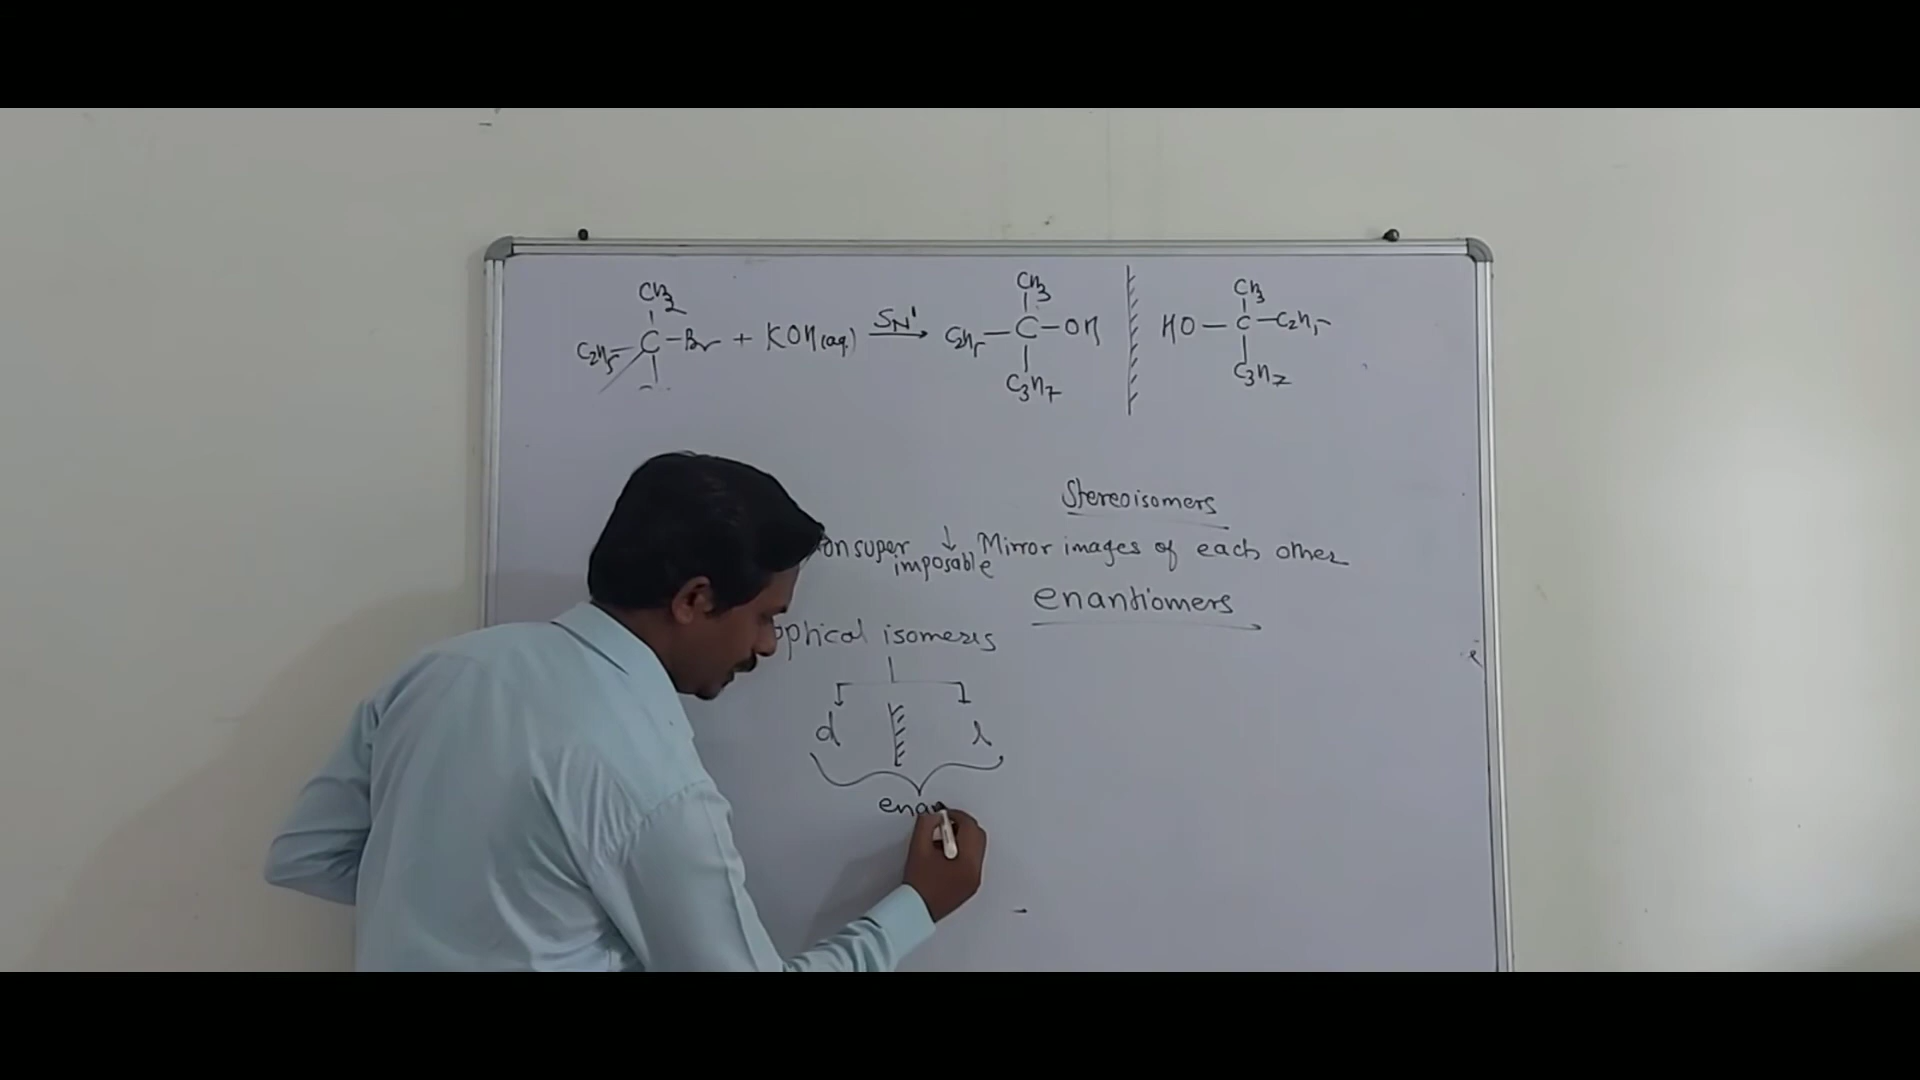 CH3 CH3 CH3
C2H5 — C — Br + KOH(aq.) SN1 → C2H5 — C — OH HO — C — C2H5
C3H7 C3H7
Stereoisomers
super imposable ↓ Mirror images of each other
enantiomers
optical isomers
d l
enan